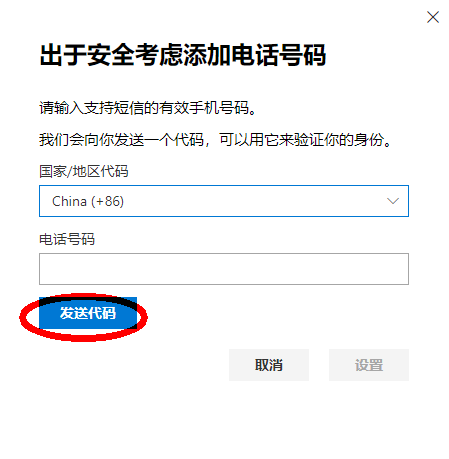 出于安全考虑添加电话号码
请输入支持短信的有效手机号码。
我们会向你发送一个代码，可以用它来验证你的身份。
国家/地区代码
China (+86)
电话号码
发送代码
取消 设置